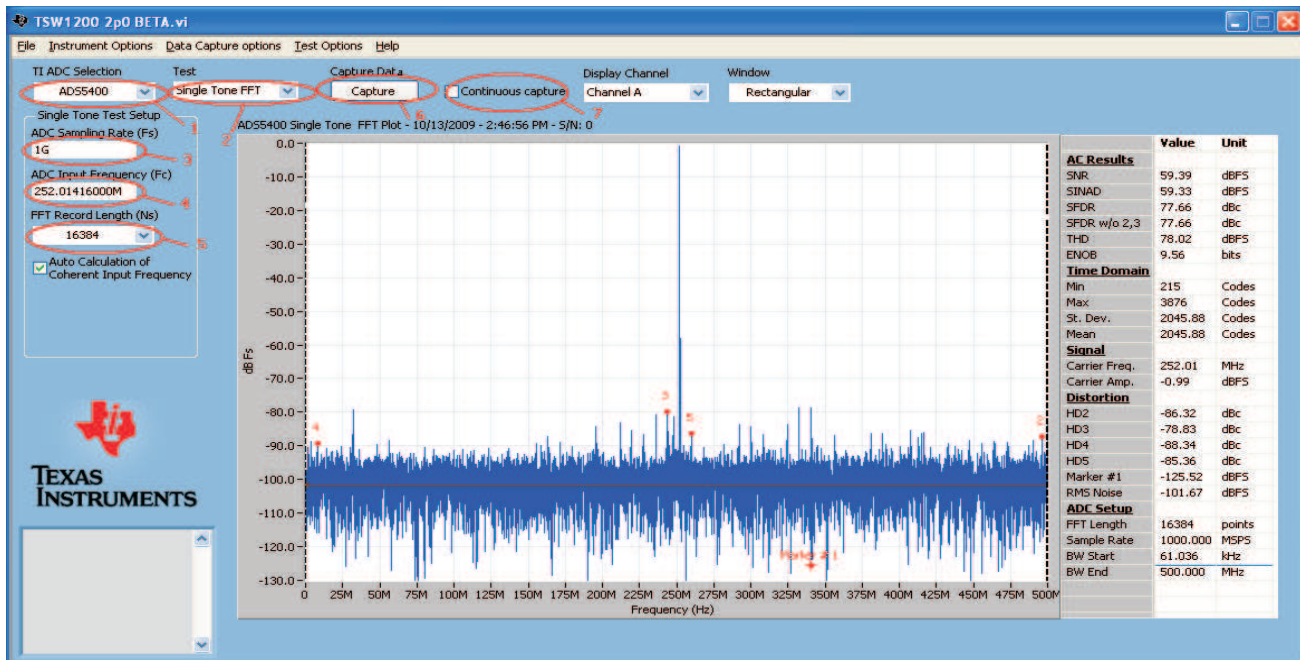 TSW1200 2p0 BETA.vi
File Instrument Options Data Capture options Test Options Help
TI ADC Selection Test Capture Data Display Channel Window
ADS5400 Single Tone FFT Capture Continuous capture Channel A Rectangular
1 2 6 7
Single Tone Test Setup
ADC Sampling Rate (Fs)
1G
3
ADC Input Frequency (Fc)
252.01416000M
4
FFT Record Length (Ns)
16384
5
Auto Calculation of
Coherent Input Frequency
TEXAS
INSTRUMENTS
ADS5400 Single Tone FFT Plot - 10/13/2009 - 2:46:56 PM - S/N: 0
dB Fs
0.0
-10.0
-20.0
-30.0
-40.0
-50.0
-60.0
-70.0
-80.0
-90.0
-100.0
-110.0
-120.0
-130.0
4 3 5 2
Marker # 1
0 25M 50M 75M 100M 125M 150M 175M 200M 225M 250M 275M 300M 325M 350M 375M 400M 425M 450M 475M 500M
Frequency (Hz)
Value Unit
AC Results
SNR 59.39 dBFS
SINAD 59.33 dBFS
SFDR 77.66 dBc
SFDR w/o 2,3 77.66 dBc
THD 78.02 dBFS
ENOB 9.56 bits
Time Domain
Min 215 Codes
Max 3876 Codes
St. Dev. 2045.88 Codes
Mean 2045.88 Codes
Signal
Carrier Freq. 252.01 MHz
Carrier Amp. -0.99 dBFS
Distortion
HD2 -86.32 dBc
HD3 -78.83 dBc
HD4 -88.34 dBc
HD5 -85.36 dBc
Marker #1 -125.52 dBFS
RMS Noise -101.67 dBFS
ADC Setup
FFT Length 16384 points
Sample Rate 1000.000 MSPS
BW Start 61.036 kHz
BW End 500.000 MHz